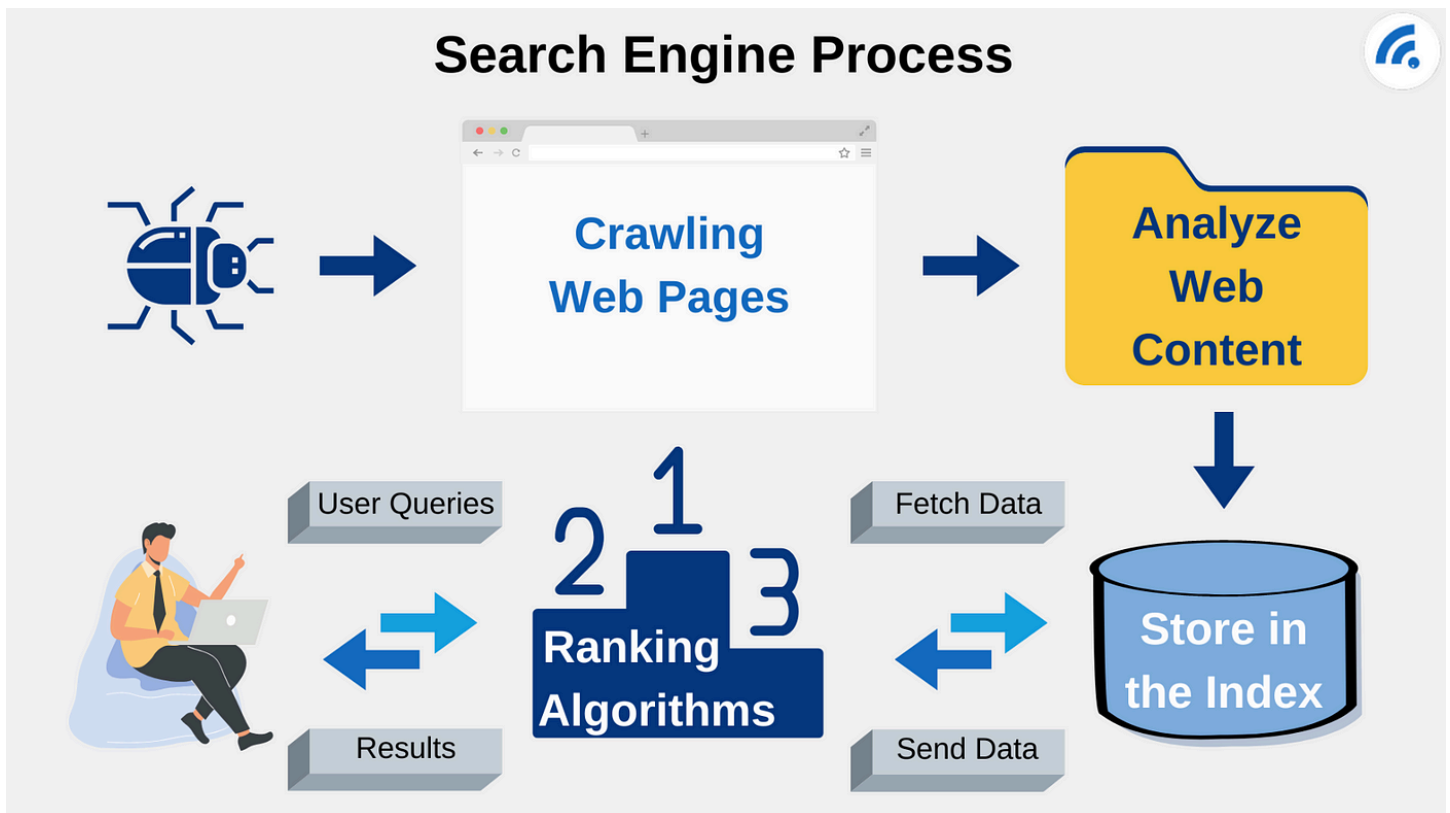 Search Engine Process
Crawling
Web Pages
Analyze
Web
Content
User Queries
Results
1
2
3
Ranking
Algorithms
Fetch Data
Send Data
Store in
the Index